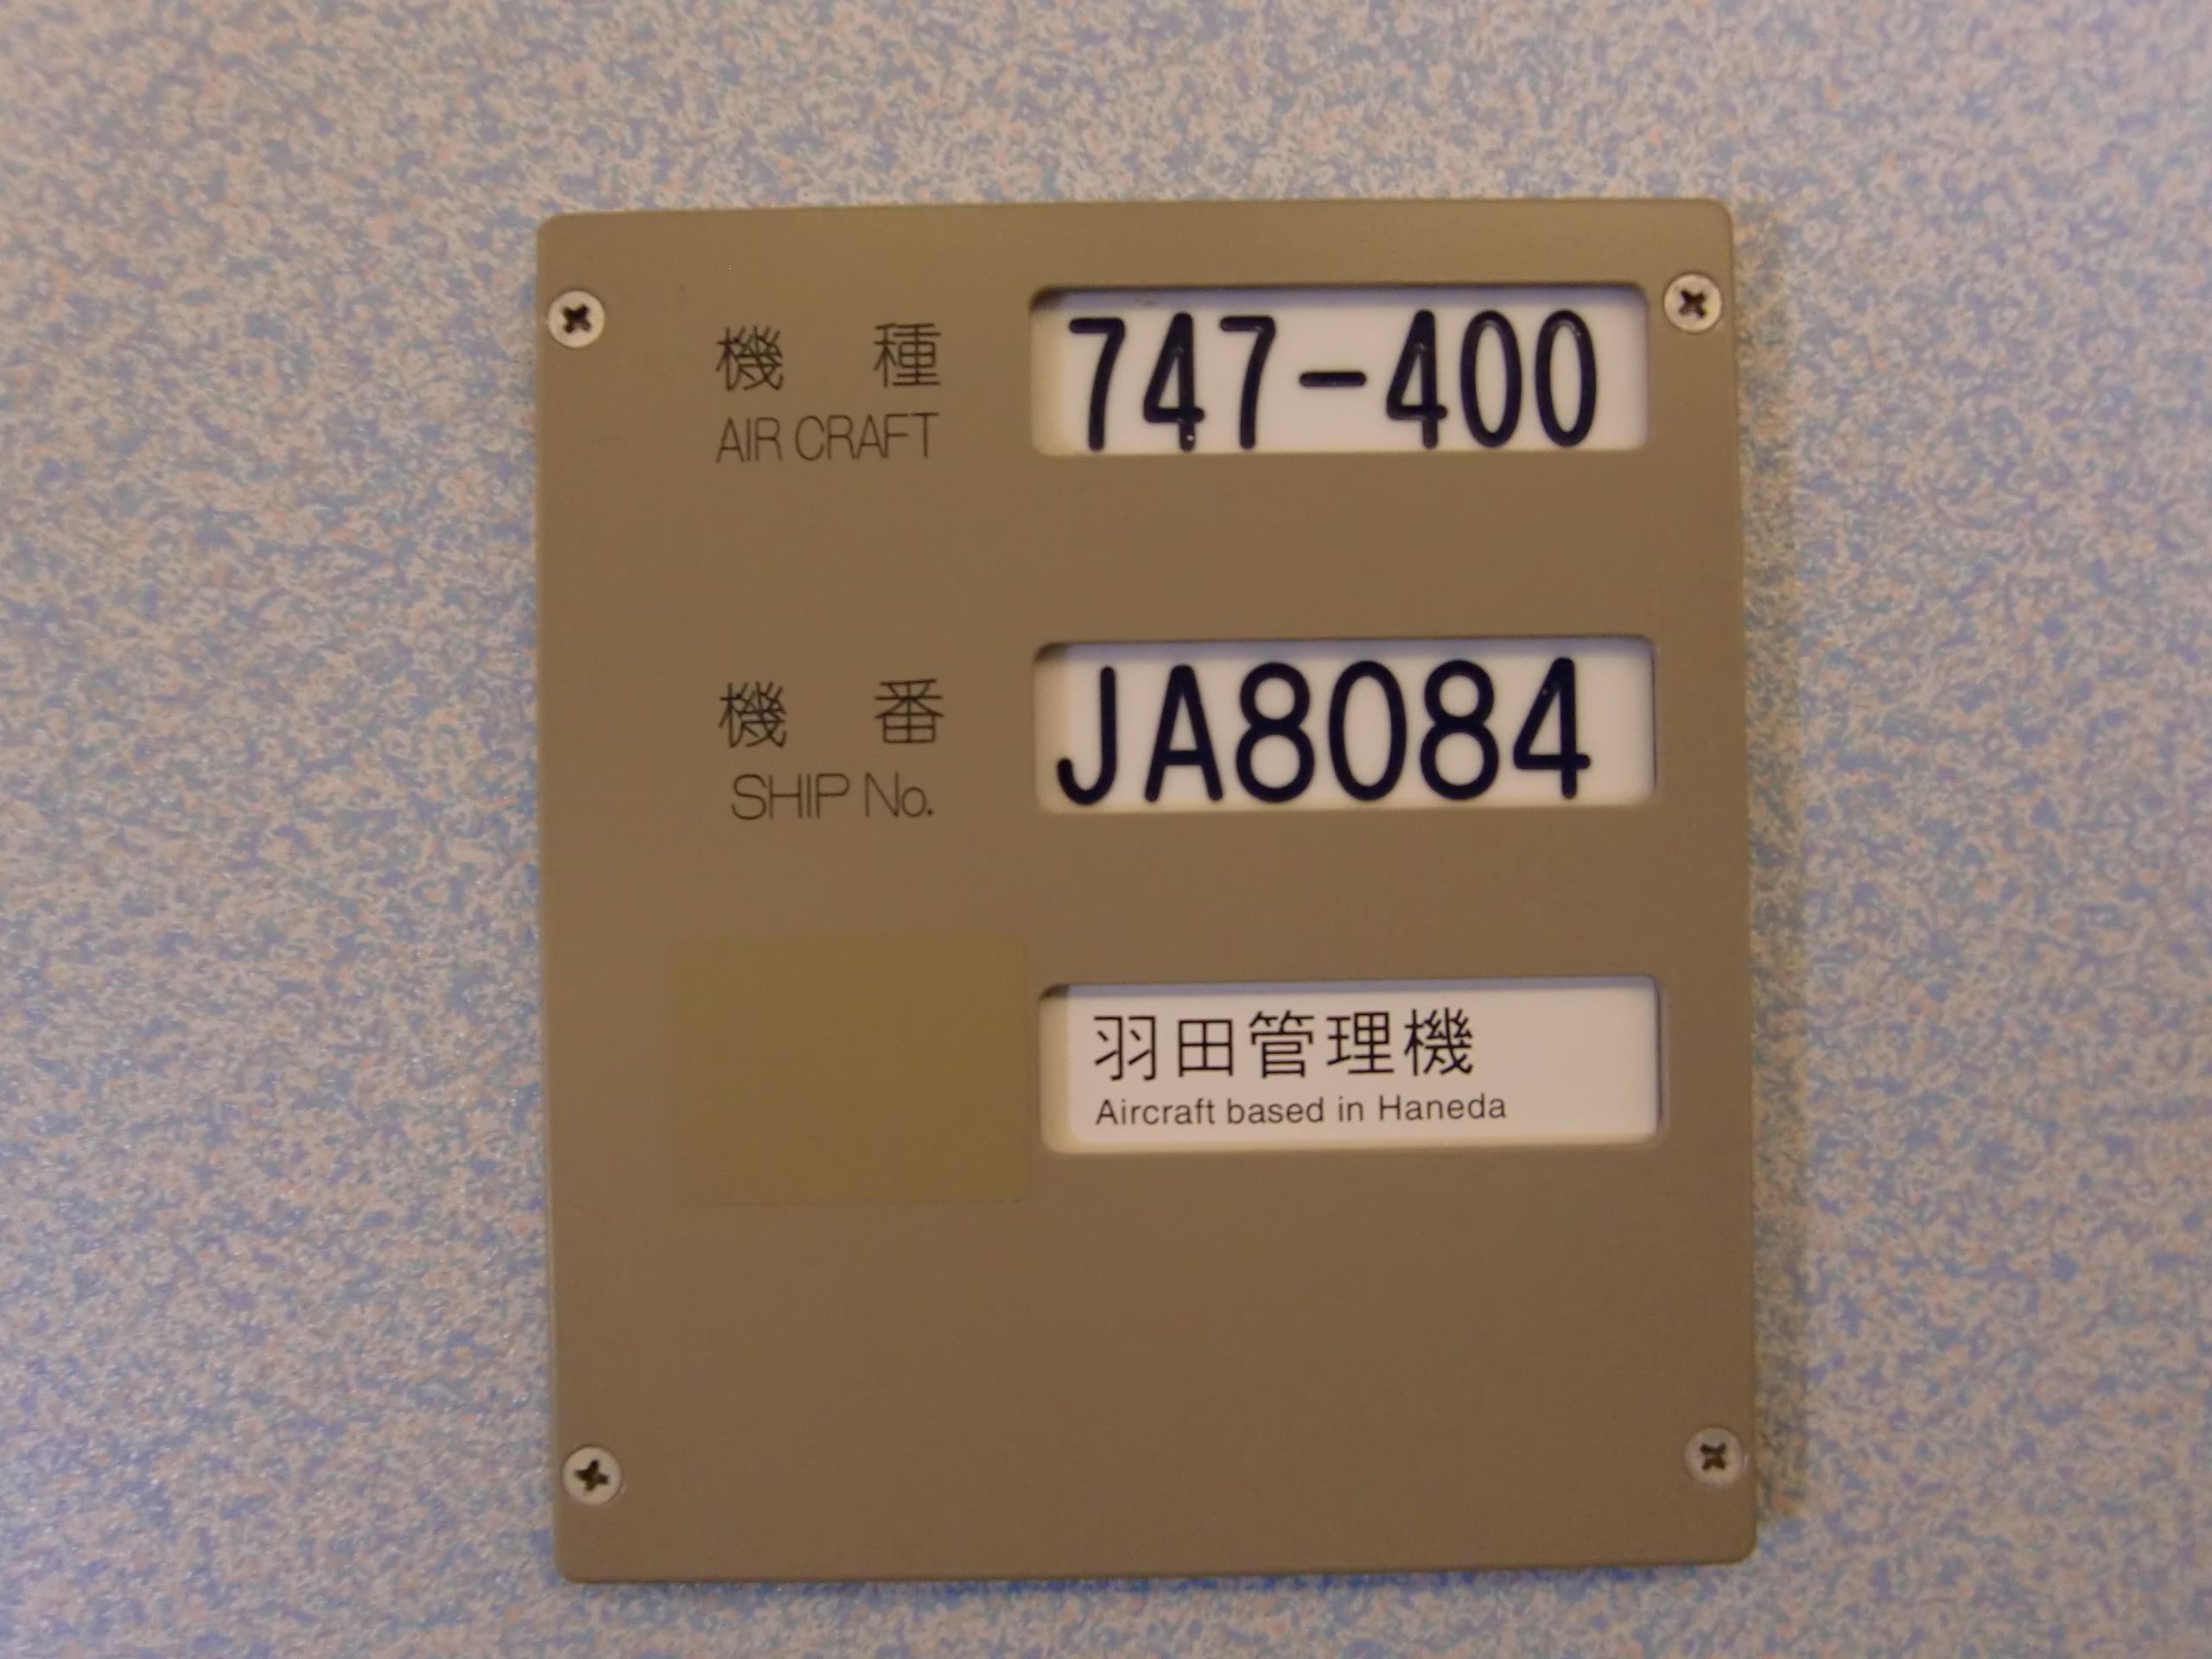 機 種 747-400
AIR CRAFT
機 番 JA8084
SHIP No.
羽田管理機
Aircraft based in Haneda